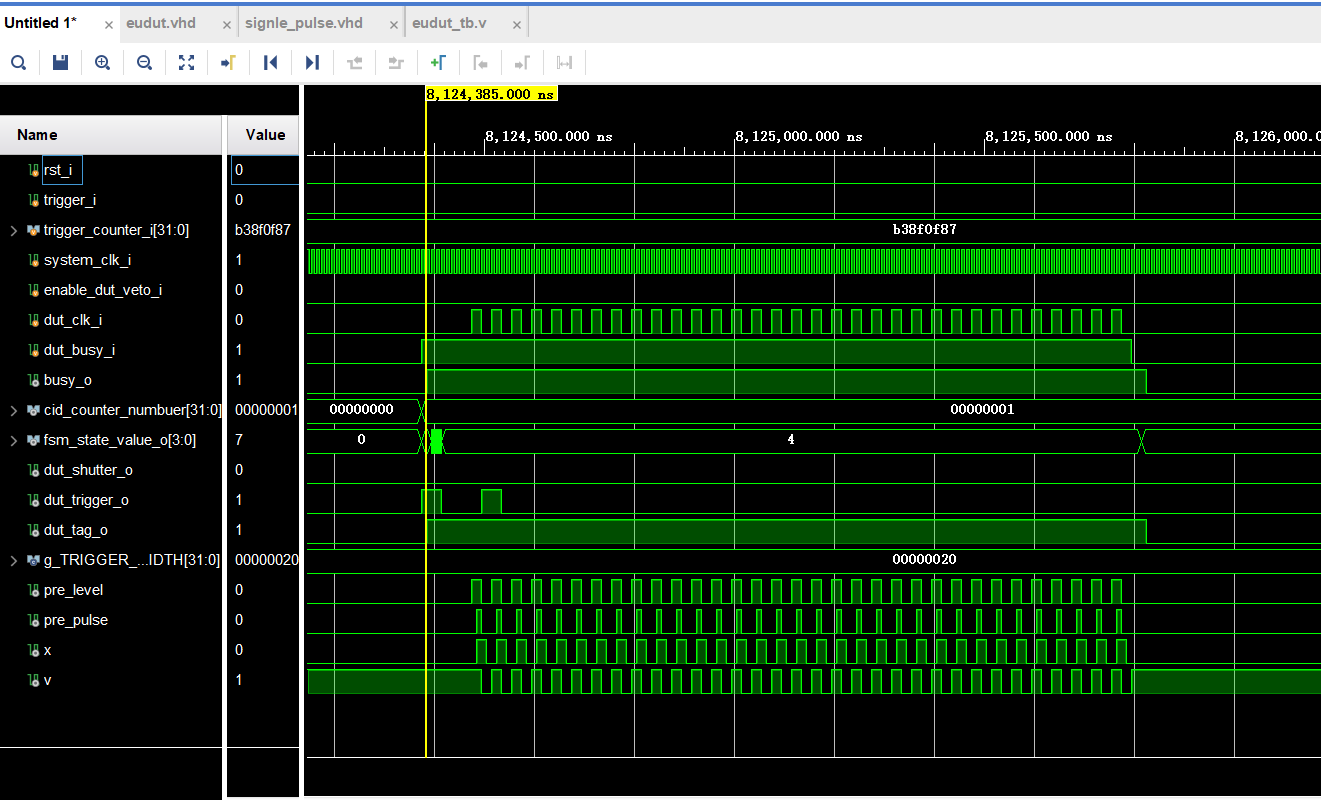 Untitled 1* × eudut.vhd × signle_pulse.vhd × eudut_tb.v ×
8,124,385.000 ns
8,124,500.000 ns 8,125,000.000 ns 8,125,500.000 ns 8,126,000.0
Name Value
rst_i 0
trigger_i 0
trigger_counter_i[31:0] b38f0f87 b38f0f87
system_clk_i 1
enable_dut_veto_i 0
dut_clk_i 0
dut_busy_i 1
busy_o 1
cid_counter_numbuer[31:0] 00000001 00000000 00000001
fsm_state_value_o[3:0] 7 0 4
dut_shutter_o 0
dut_trigger_o 1
dut_tag_o 1
g_TRIGGER_...IDTH[31:0] 00000020 00000020
pre_level 0
pre_pulse 0
x 0
v 1